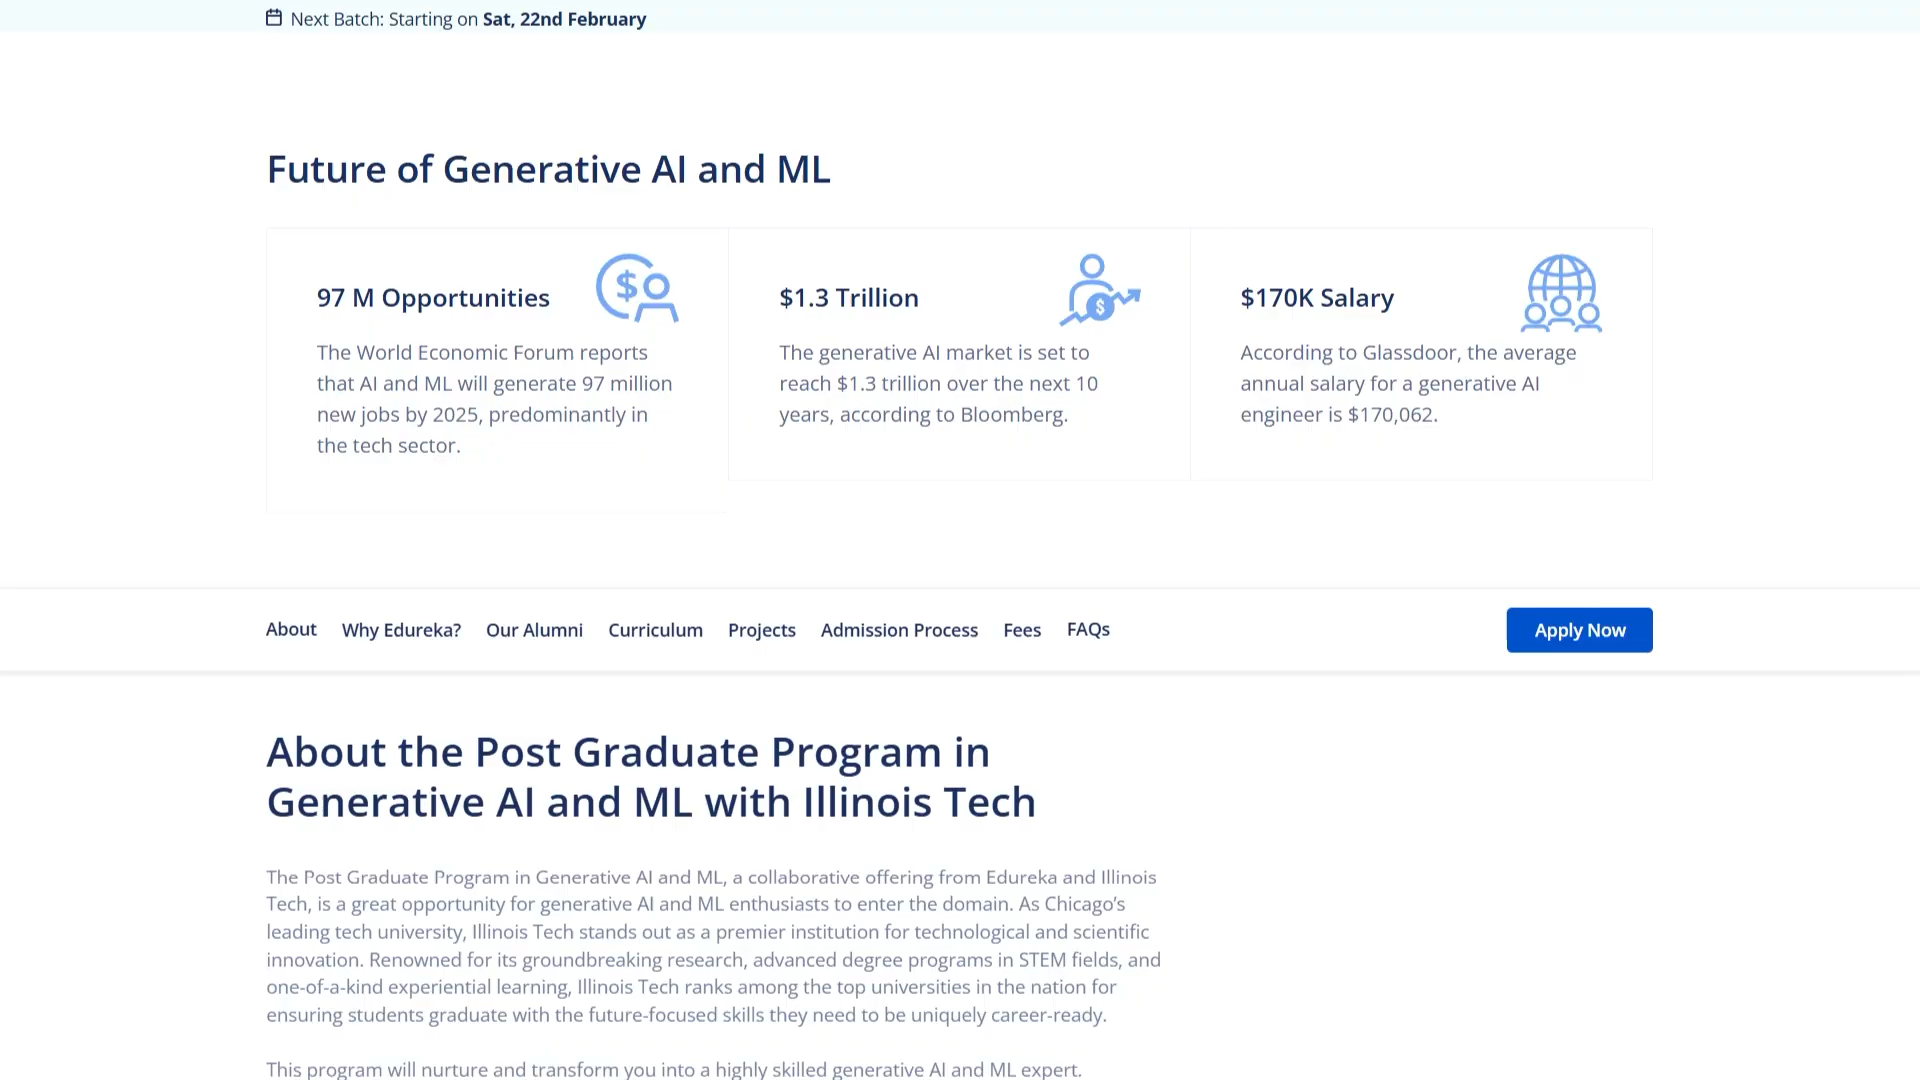 Next Batch: Starting on Sat, 22nd February
Future of Generative AI and ML
97 M Opportunities
The World Economic Forum reports
that AI and ML will generate 97 million
new jobs by 2025, predominantly in
the tech sector.
$1.3 Trillion
The generative AI market is set to
reach $1.3 trillion over the next 10
years, according to Bloomberg.
$170K Salary
According to Glassdoor, the average
annual salary for a generative AI
engineer is $170,062.
About Why Edureka? Our Alumni Curriculum Projects Admission Process Fees FAQs Apply Now
About the Post Graduate Program in
Generative AI and ML with Illinois Tech
The Post Graduate Program in Generative AI and ML, a collaborative offering from Edureka and Illinois
Tech, is a great opportunity for generative AI and ML enthusiasts to enter the domain. As Chicago’s
leading tech university, Illinois Tech stands out as a premier institution for technological and scientific
innovation. Renowned for its groundbreaking research, advanced degree programs in STEM fields, and
one-of-a-kind experiential learning, Illinois Tech ranks among the top universities in the nation for
ensuring students graduate with the future-focused skills they need to be uniquely career-ready.
This program will nurture and transform you into a highly skilled generative AI and ML expert.